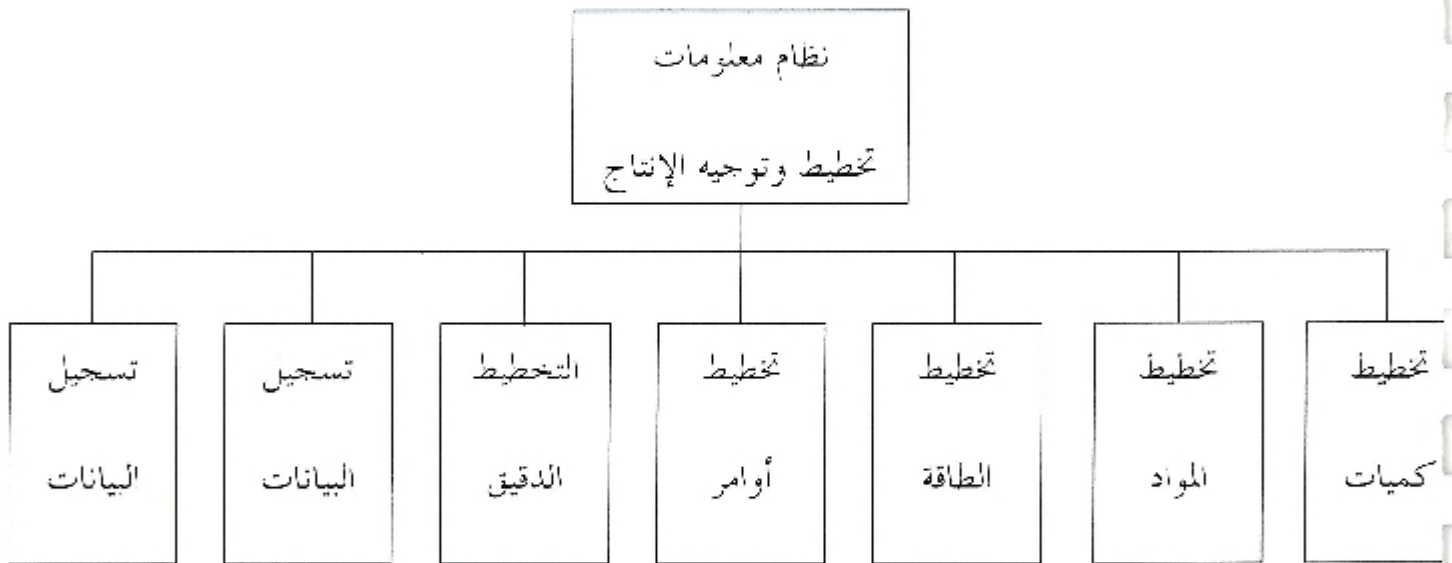 نظام معلومات
تخطيط وتوجيه الإنتاج
تخطيط
كميات
تخطيط
المواد
تخطيط
الطاقة
تخطيط
أوامر
التخطيط
الدقيق
تسجيل
البيانات
تسجيل
البيانات